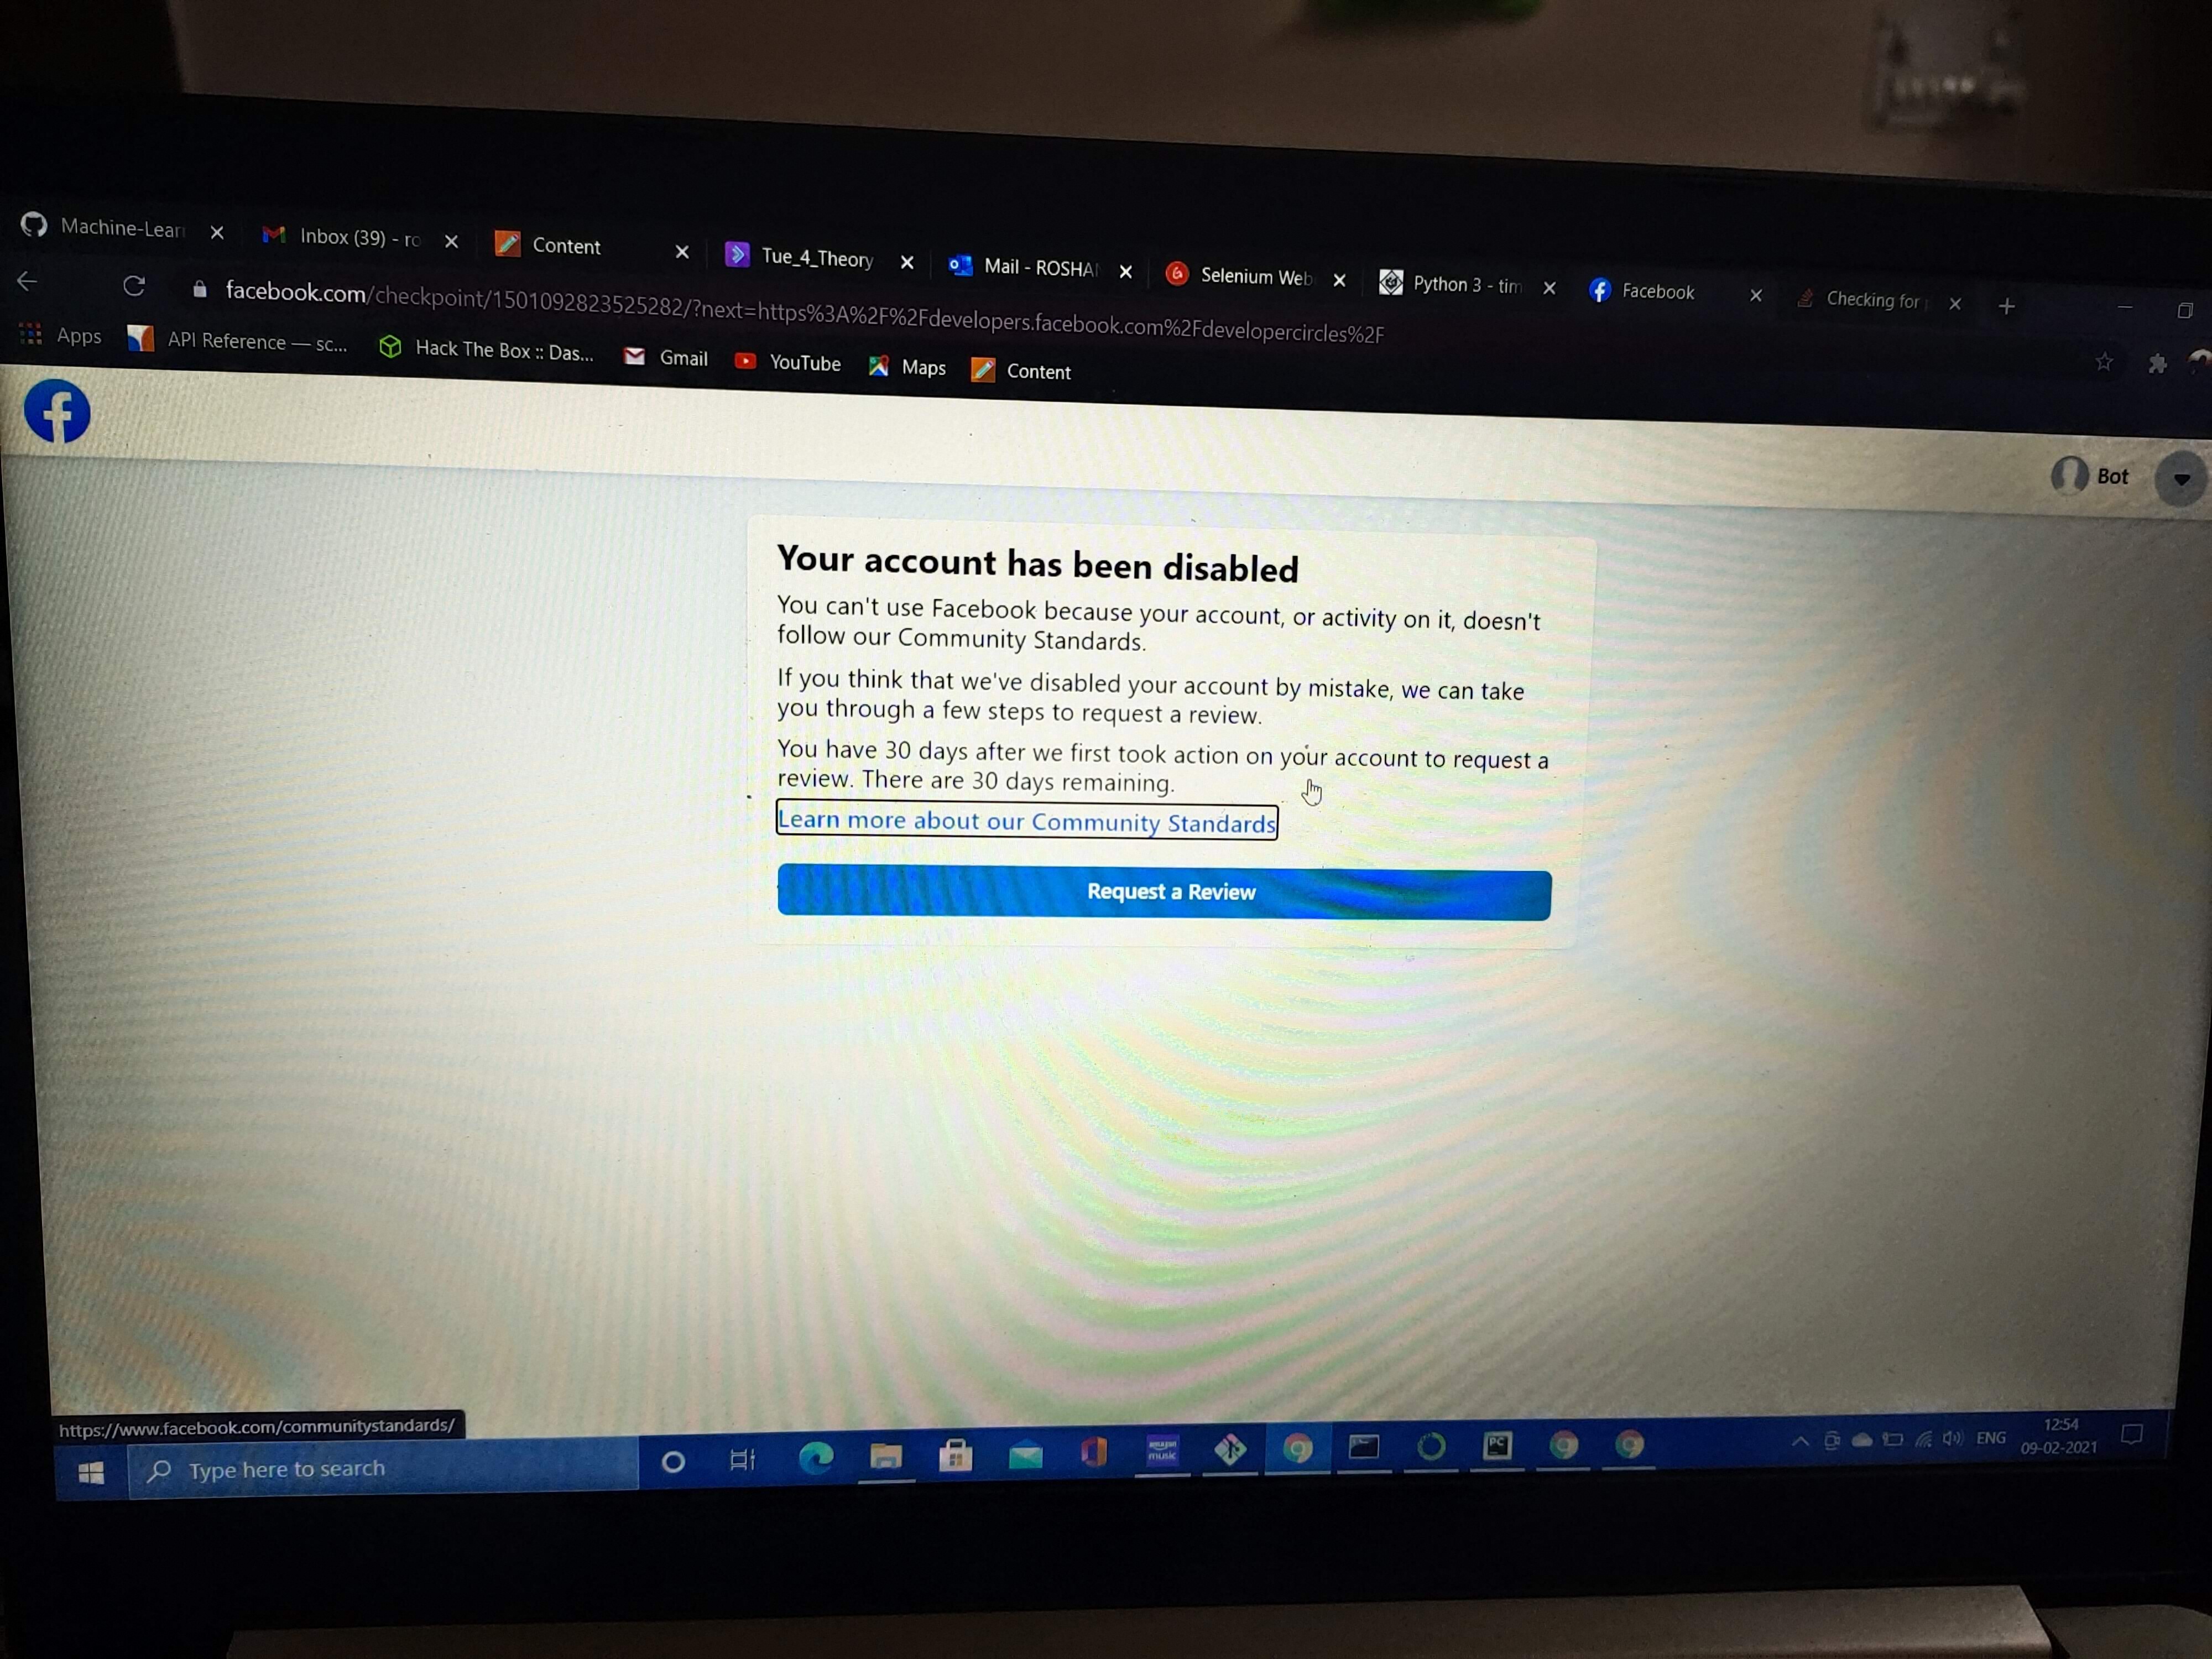 Machine-Lear
Inbox (39) - ro
Content
Tue_4_Theory
Mail - ROSHA
Selenium Web
Python 3 - tim
Facebook
Checking for
facebook.com/checkpoint/1501092823525282/?next=https%3A%2F%2Fdevelopers.facebook.com%2Fdevelopercircles%2F
Apps
API Reference — sc...
Hack The Box :: Das...
Gmail
YouTube
Maps
Content
Bot
Your account has been disabled
You can't use Facebook because your account, or activity on it, doesn't
follow our Community Standards.
If you think that we've disabled your account by mistake, we can take
you through a few steps to request a review.
You have 30 days after we first took action on your account to request a
review. There are 30 days remaining.
Learn more about our Community Standards
Request a Review
https://www.facebook.com/communitystandards/
Type here to search
amazon
music
PC
ENG
12:54
09-02-2021